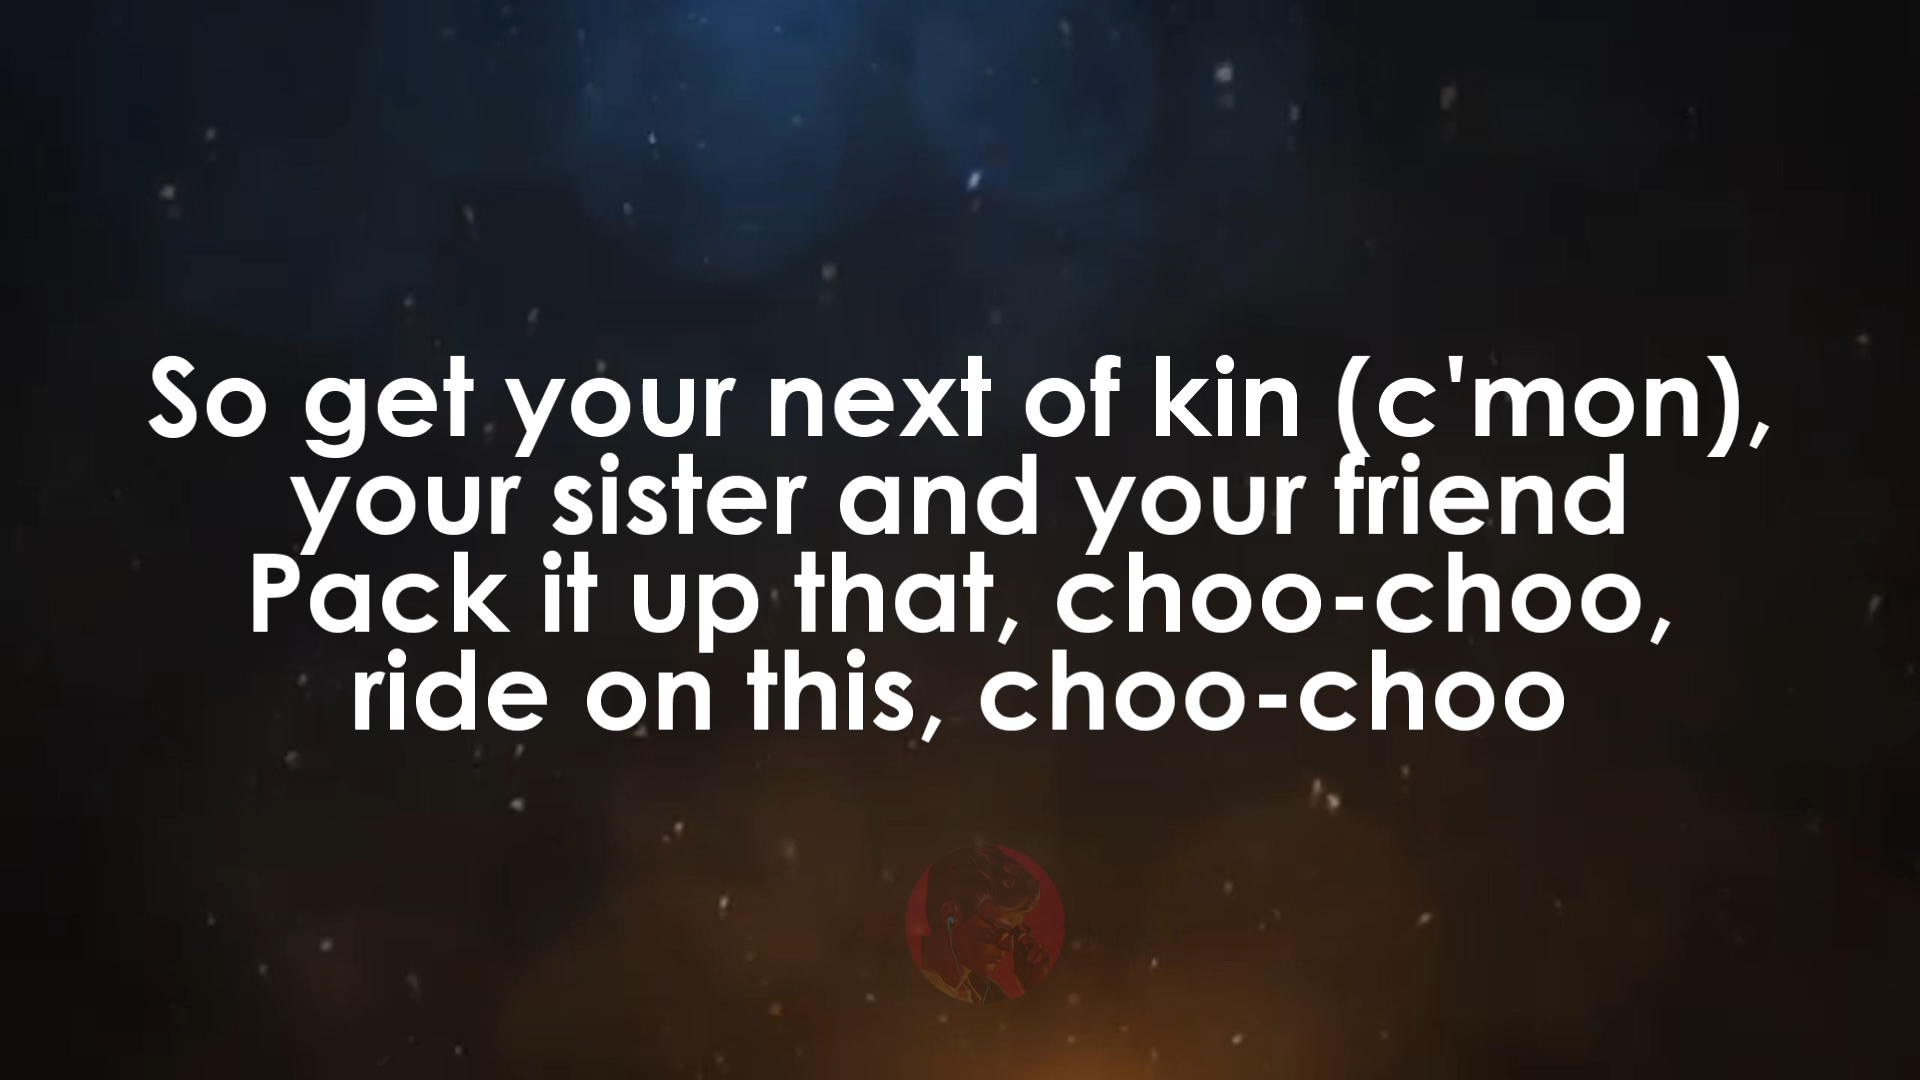 So get your next of kin (c'mon),
your sister and your friend
Pack it up that, choo-choo,
ride on this, choo-choo